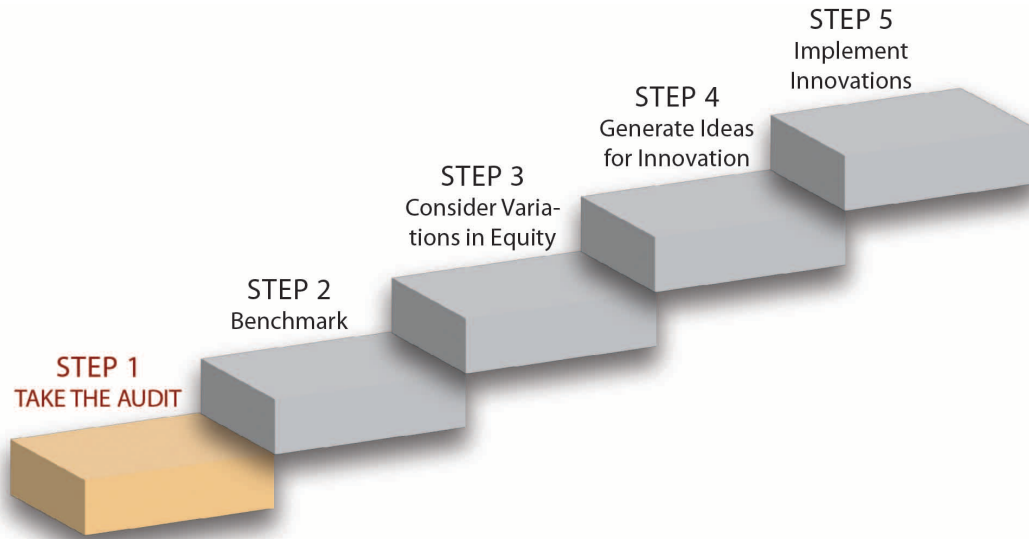 STEP 1
TAKE THE AUDIT
STEP 2
Benchmark
STEP 3
Consider Varia-
tions in Equity
STEP 4
Generate Ideas
for Innovation
STEP 5
Implement
Innovations